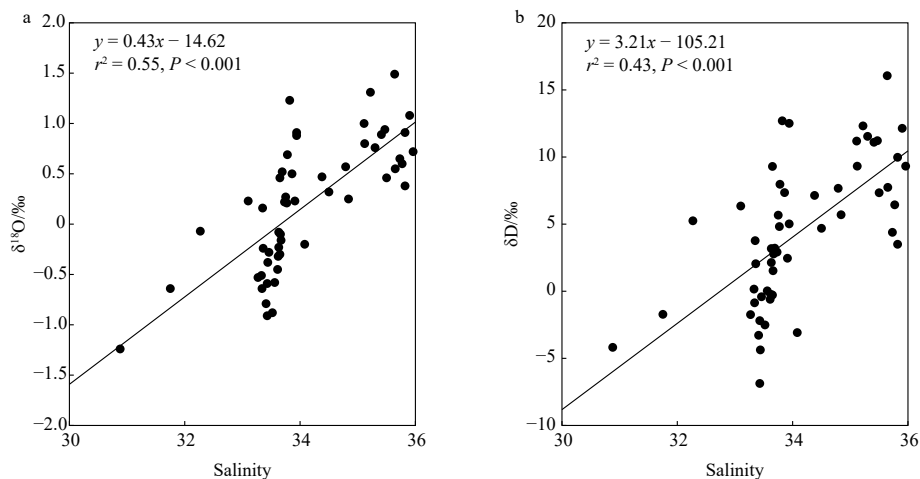 a
y = 0.43x − 14.62
r² = 0.55, P < 0.001
2.0
1.5
1.0
0.5
0
−0.5
−1.0
−1.5
−2.0
δ¹⁸O/‰
30 32 34 36
Salinity
b
y = 3.21x − 105.21
r² = 0.43, P < 0.001
20
15
10
5
0
−5
−10
δD/‰
30 32 34 36
Salinity